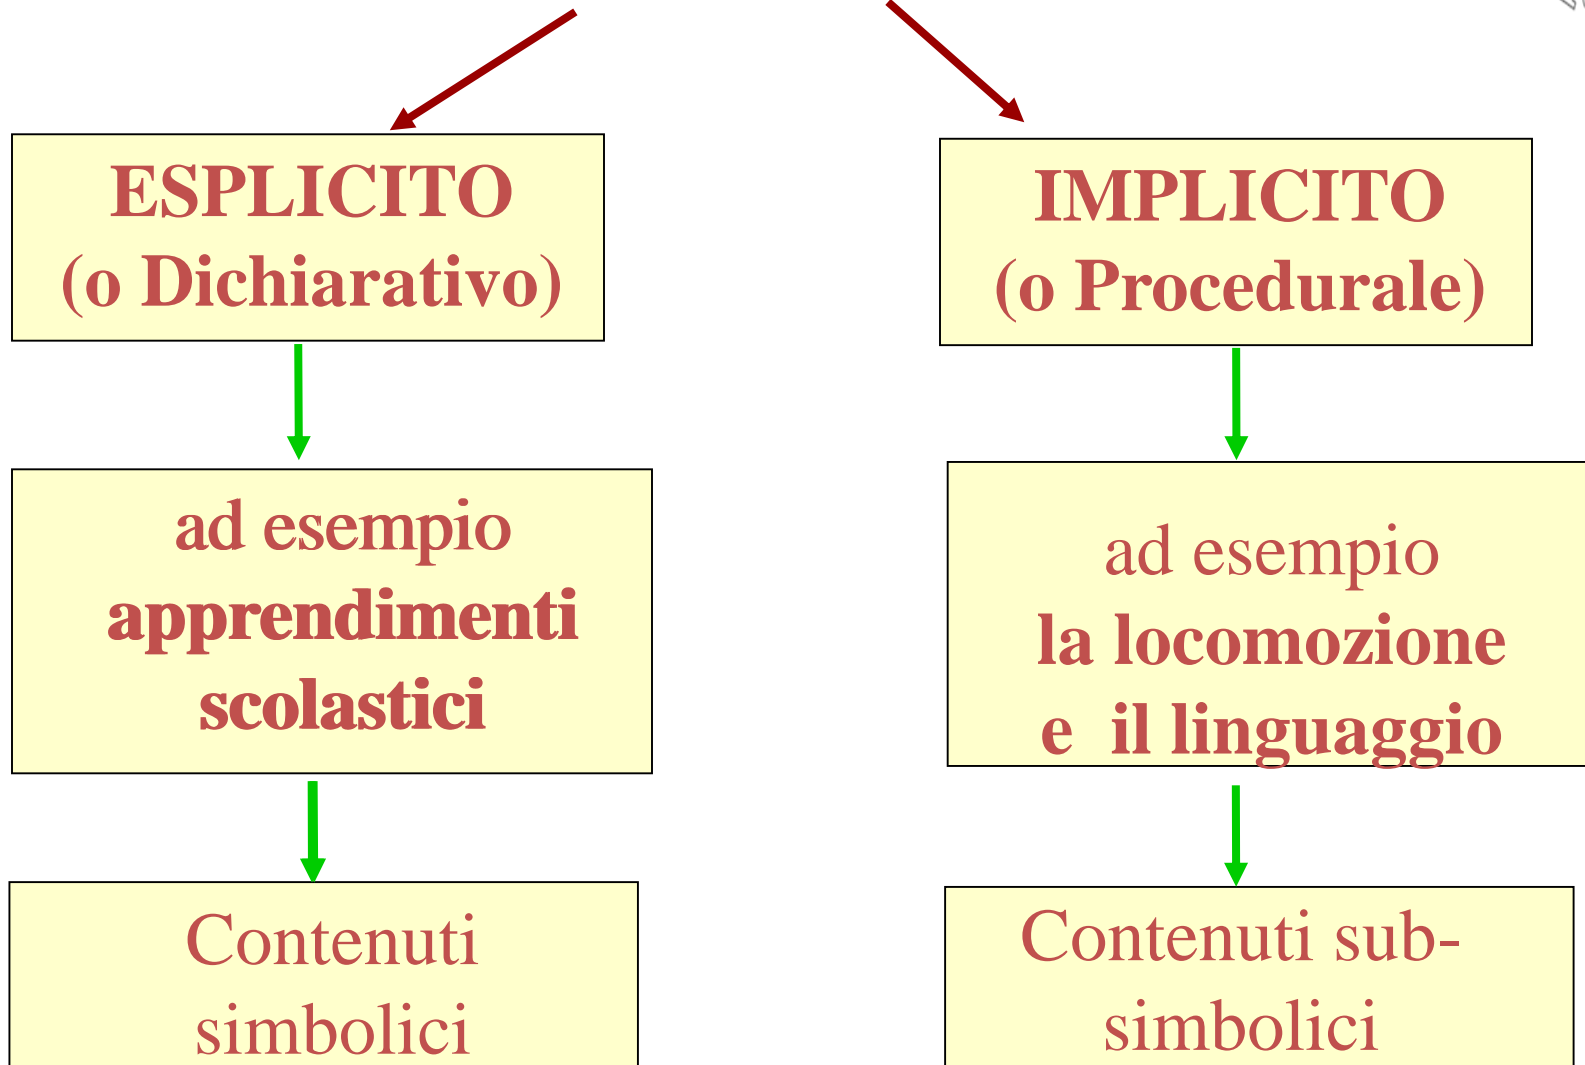 ESPLICITO
(o Dichiarativo)
IMPLICITO
(o Procedurale)
ad esempio
apprendimenti
scolastici
ad esempio
la locomozione
e il linguaggio
Contenuti
simbolici
Contenuti sub-
simbolici